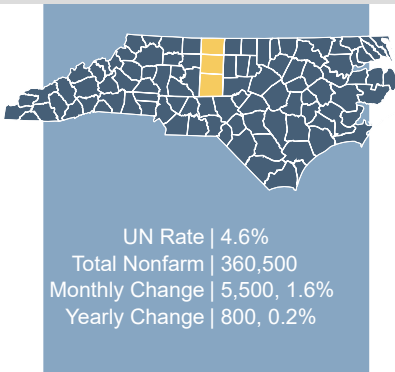 UN Rate | 4.6%
Total Nonfarm | 360,500
Monthly Change | 5,500, 1.6%
Yearly Change | 800, 0.2%